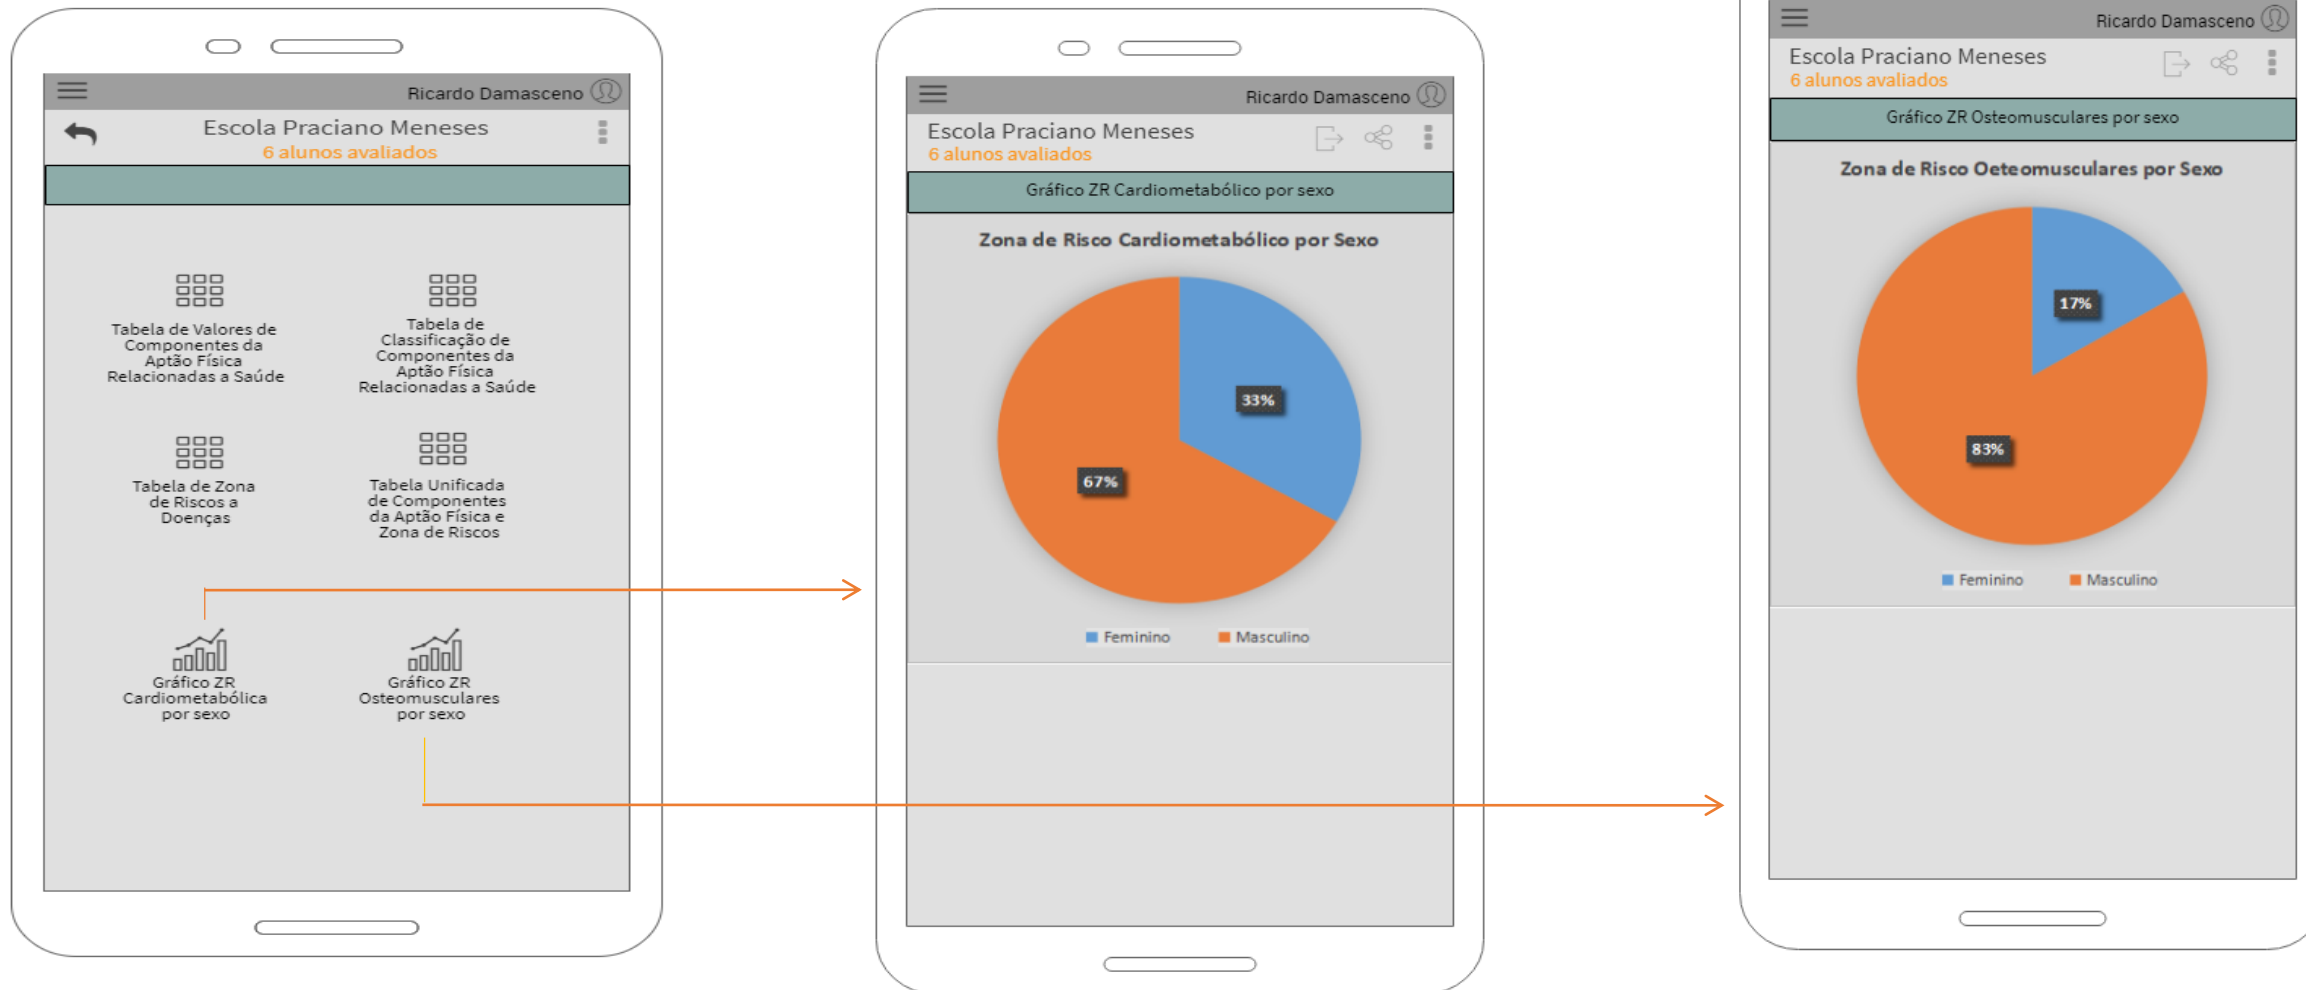 Ricardo Damasceno
Escola Praciano Meneses
6 alunos avaliados
Tabela de Valores de
Componentes da
Aptão Física
Relacionadas a Saúde
Tabela de
Classificação de
Componentes da
Aptão Física
Relacionadas a Saúde
Tabela de Zona
de Riscos a
Doenças
Tabela Unificada
de Componentes
da Aptão Física e
Zona de Riscos
Gráfico ZR
Cardiometabólica
por sexo
Gráfico ZR
Osteomusculares
por sexo
Ricardo Damasceno
Escola Praciano Meneses
6 alunos avaliados
Gráfico ZR Cardiometabólico por sexo
Zona de Risco Cardiometabólico por Sexo
33%
67%
Feminino
Masculino
Ricardo Damasceno
Escola Praciano Meneses
6 alunos avaliados
Gráfico ZR Osteomusculares por sexo
Zona de Risco Oeteomusculares por Sexo
17%
83%
Feminino
Masculino